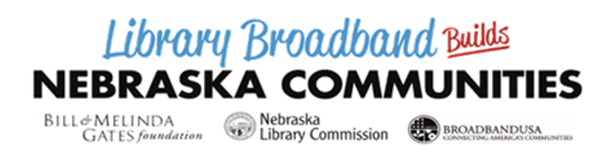 Library Broadband Builds
NEBRASKA COMMUNITIES
BILL & MELINDA
GATES foundation
Nebraska
Library Commission
BROADBANDUSA
CONNECTING AMERICA'S COMMUNITIES